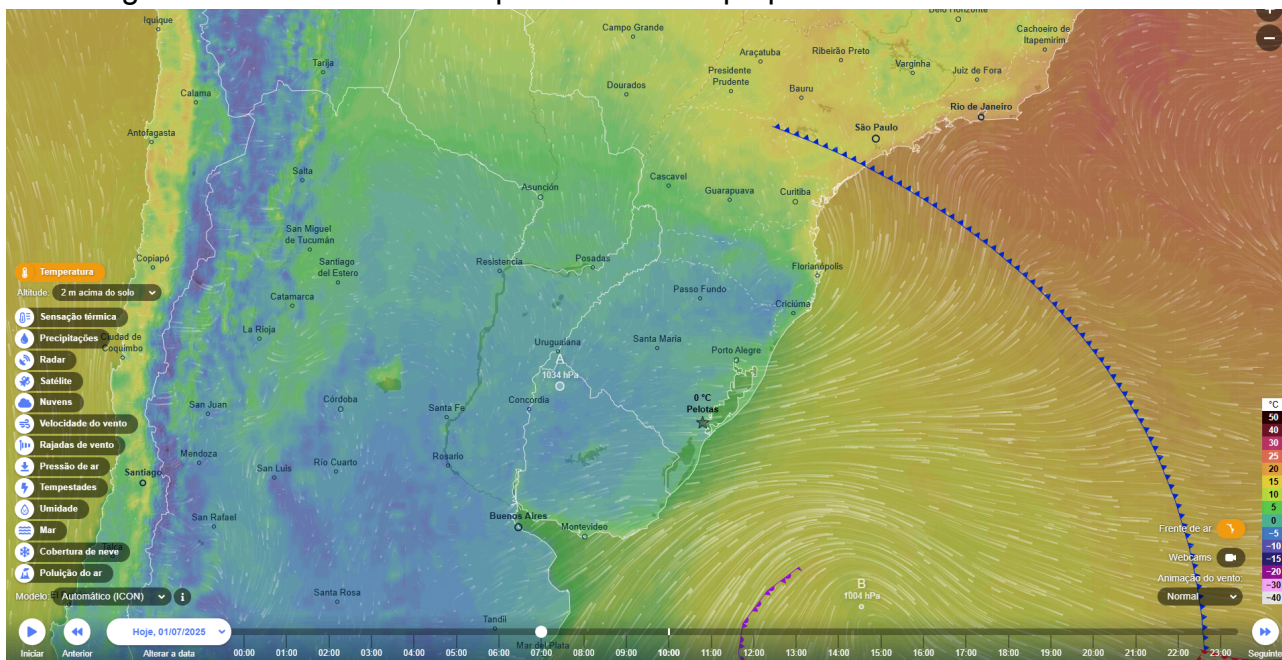 Iquique
Campo Grande
Cachoeiro de
Itapemirim
Araçatuba
Ribeirão Preto
Tarija
Presidente
Prudente
Varginha
Juiz de Fora
Calama
Dourados
Bauru
Rio de Janeiro
São Paulo
Antofagasta
Salta
Cascavel
Asunción
Guarapuava
Curitiba
San Miguel
de Tucumán
Copiapó
Santiago
del Estero
Resistencia
Posadas
Florianópolis
Temperatura
Altitude:
2 m acima do solo
Catamarca
Passo Fundo
Criciúma
Sensação térmica
La Rioja
Precipitações
Ciudad de
Coquimbo
Uruguaiana
Santa Maria
Porto Alegre
Radar
A
1034 hPa
Satélite
Nuvens
San Juan
Córdoba
Santa Fe
Concordia
0 °C
Pelotas
°C
50
40
30
25
20
15
10
5
0
−5
−10
−15
−20
−30
−40
Velocidade do vento
Rajadas de vento
Mendoza
Rosario
Pressão de ar
Santiago
San Luis
Río Cuarto
Tempestades
Umidade
San Rafael
Buenos Aires
Montevideo
Mar
Frente de ar
Talca
Cobertura de neve
Webcams
Poluição do ar
Animação do vento:
Normal
Modelo:
Automático (ICON)
i
Santa Rosa
B
1004 hPa
Tandil
Mar del Plata
Iniciar
Anterior
Hoje, 01/07/2025
Alterar a data
00:00
01:00
02:00
03:00
04:00
05:00
06:00
07:00
08:00
09:00
10:00
11:00
12:00
13:00
14:00
15:00
16:00
17:00
18:00
19:00
20:00
21:00
22:00
23:00
Seguinte